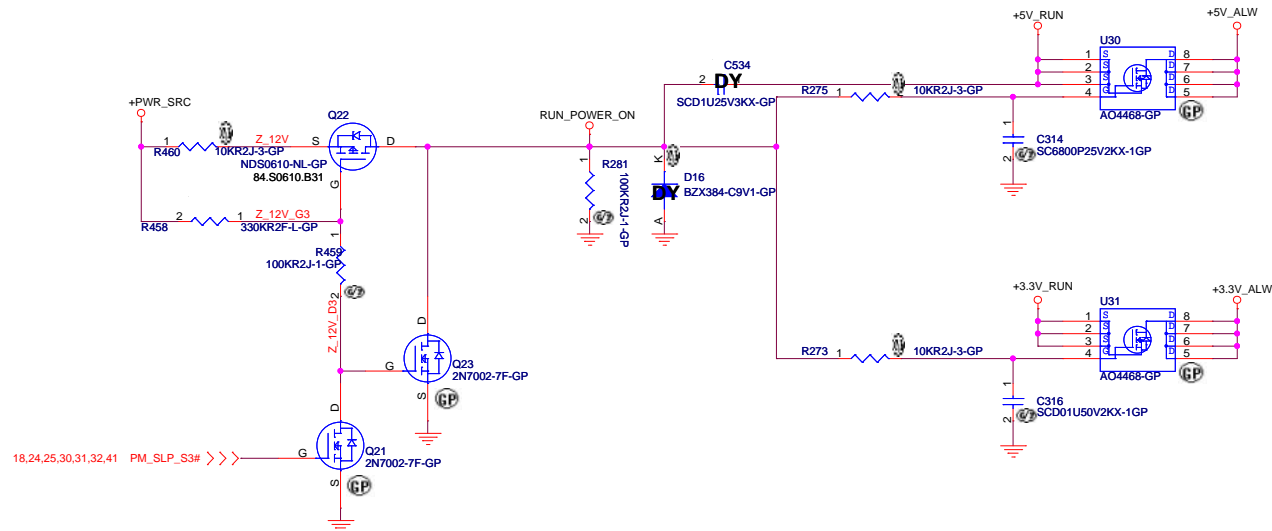 +5V_RUN
+5V_ALW
U30
C534
2
DY
1
SCD1U25V3KX-GP
1 S D 8
2 S D 7
3 S D 6
4 G D 5
AO4468-GP
GP
R275 1
10KR2J-3-GP
+PWR_SRC
Q22
RUN_POWER_ON
1
R460
10KR2J-3-GP
Z_12V
S
D
NDS0610-NL-GP
84.S0610.B31
G
1
R281
100KR2J-1-GP
2
K
D16
DY
BZX384-C9V1-GP
A
1
C314
SC6800P25V2KX-1GP
2
R458
2
1
Z_12V_G3
330KR2F-L-GP
1
R459
100KR2J-1-GP
2
Z_12V_D3
+3.3V_RUN
+3.3V_ALW
U31
1 S D 8
2 S D 7
3 S D 6
4 G D 5
AO4468-GP
GP
R273 1
10KR2J-3-GP
1
C316
SCD01U50V2KX-1GP
2
D
G
Q23
2N7002-7F-GP
S
GP
D
18,24,25,30,31,32,41 PM_SLP_S3#
G
Q21
2N7002-7F-GP
S
GP